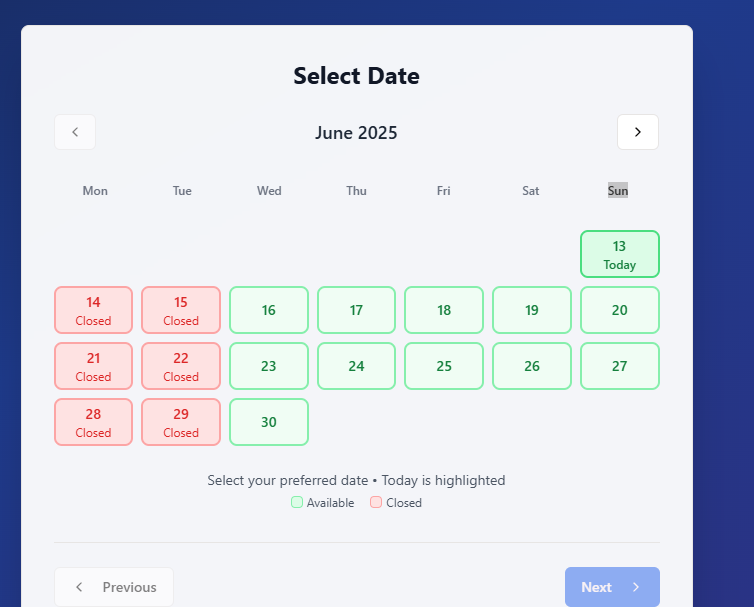 Select Date
June 2025
Mon Tue Wed Thu Fri Sat Sun
13
Today
14 15 16 17 18 19 20
Closed Closed
21 22 23 24 25 26 27
Closed Closed
28 29 30
Closed Closed
Select your preferred date • Today is highlighted
Available Closed
Previous Next